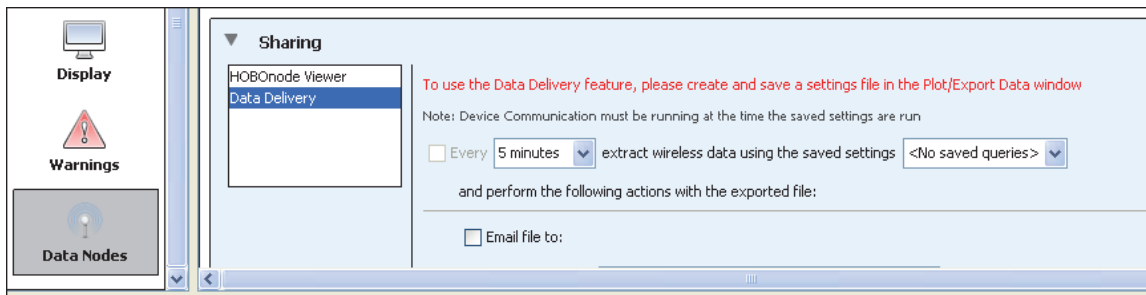 Display
Warnings
Data Nodes
Sharing
HOBOnode Viewer
Data Delivery
To use the Data Delivery feature, please create and save a settings file in the Plot/Export Data window
Note: Device Communication must be running at the time the saved settings are run
Every 5 minutes extract wireless data using the saved settings <No saved queries>
and perform the following actions with the exported file:
Email file to: